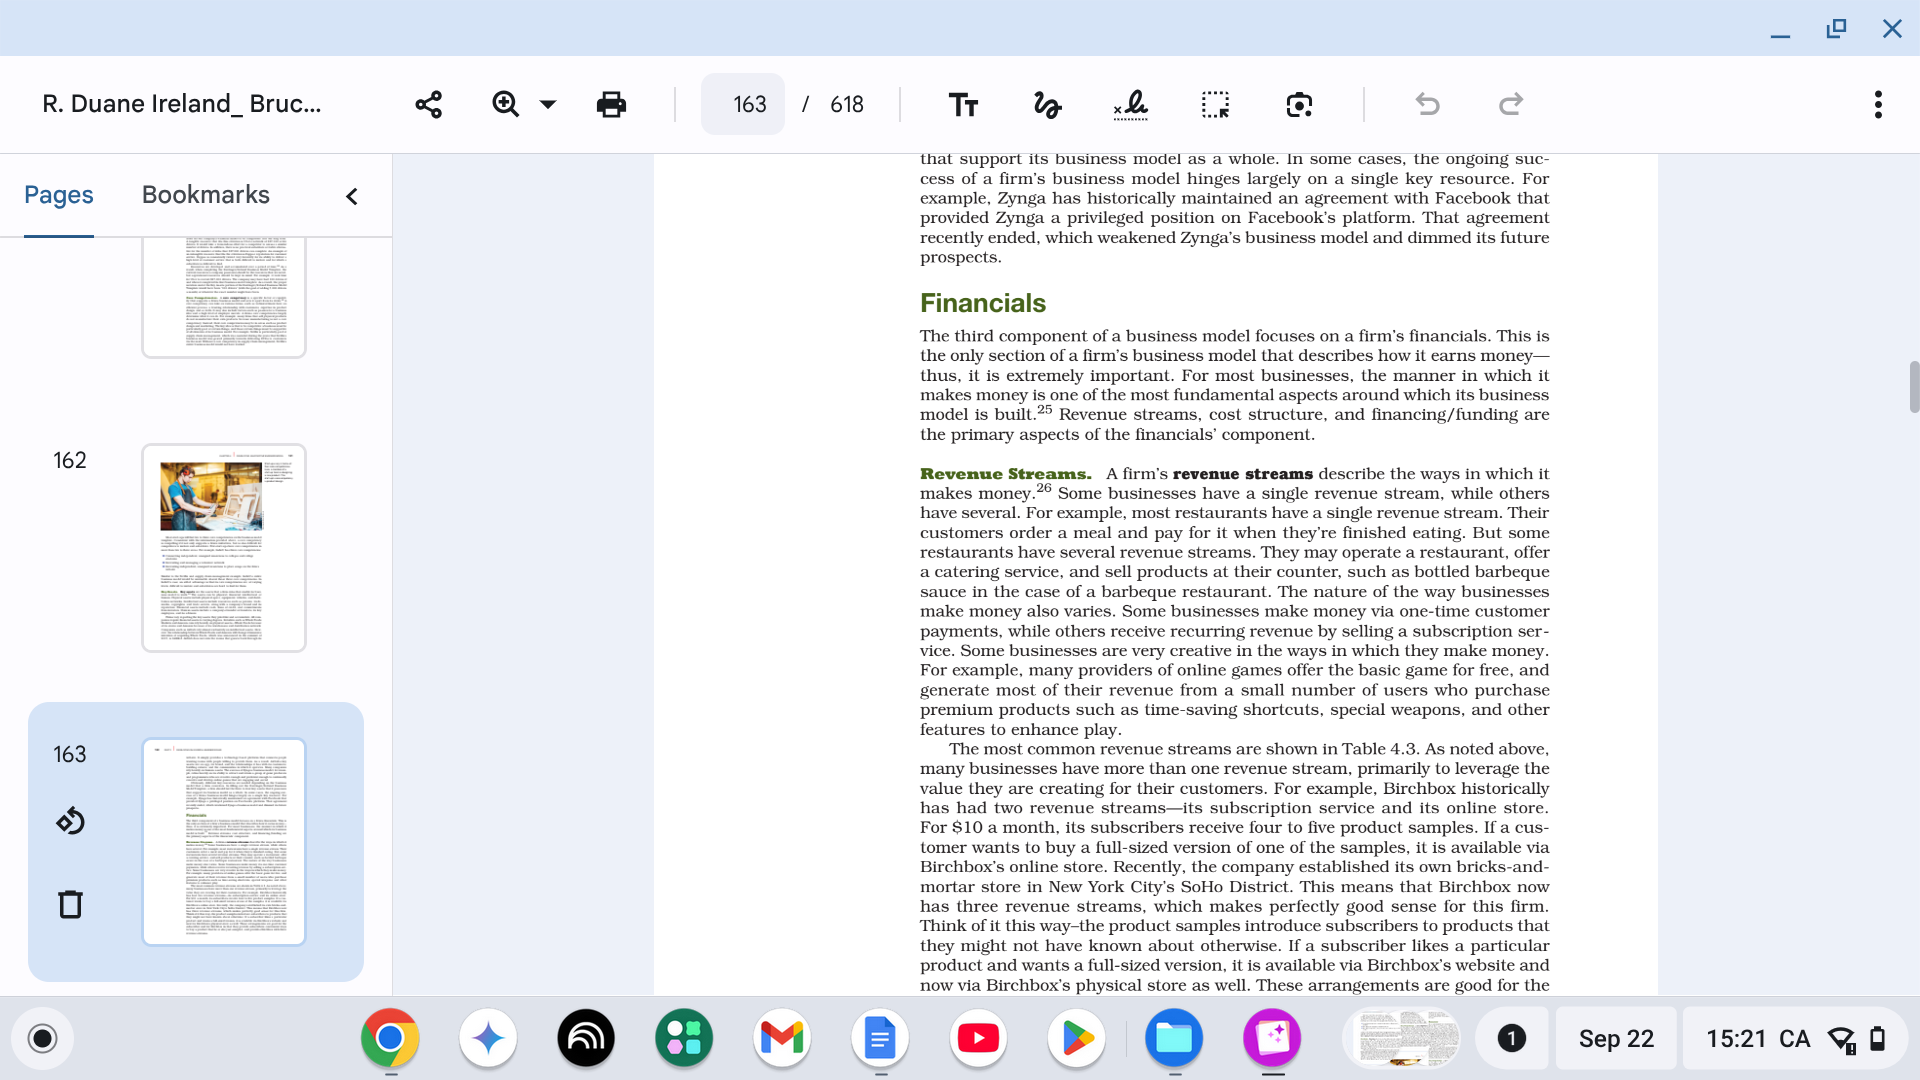 R. Duane Ireland_ Bruc...
163 / 618
Pages
Bookmarks
162
163
that support its business model as a whole. In some cases, the ongoing suc-
cess of a firm's business model hinges largely on a single key resource. For
example, Zynga has historically maintained an agreement with Facebook that
provided Zynga a privileged position on Facebook's platform. That agreement
recently ended, which weakened Zynga's business model and dimmed its future
prospects.
Financials
The third component of a business model focuses on a firm's financials. This is
the only section of a firm's business model that describes how it earns money—
thus, it is extremely important. For most businesses, the manner in which it
makes money is one of the most fundamental aspects around which its business
model is built.25 Revenue streams, cost structure, and financing/funding are
the primary aspects of the financials' component.
Revenue Streams. A firm's revenue streams describe the ways in which it
makes money.26 Some businesses have a single revenue stream, while others
have several. For example, most restaurants have a single revenue stream. Their
customers order a meal and pay for it when they're finished eating. But some
restaurants have several revenue streams. They may operate a restaurant, offer
a catering service, and sell products at their counter, such as bottled barbeque
sauce in the case of a barbeque restaurant. The nature of the way businesses
make money also varies. Some businesses make money via one-time customer
payments, while others receive recurring revenue by selling a subscription ser-
vice. Some businesses are very creative in the ways in which they make money.
For example, many providers of online games offer the basic game for free, and
generate most of their revenue from a small number of users who purchase
premium products such as time-saving shortcuts, special weapons, and other
features to enhance play.
The most common revenue streams are shown in Table 4.3. As noted above,
many businesses have more than one revenue stream, primarily to leverage the
value they are creating for their customers. For example, Birchbox historically
has had two revenue streams—its subscription service and its online store.
For $10 a month, its subscribers receive four to five product samples. If a cus-
tomer wants to buy a full-sized version of one of the samples, it is available via
Birchbox's online store. Recently, the company established its own bricks-and-
mortar store in New York City's SoHo District. This means that Birchbox now
has three revenue streams, which makes perfectly good sense for this firm.
Think of it this way–the product samples introduce subscribers to products that
they might not have known about otherwise. If a subscriber likes a particular
product and wants a full-sized version, it is available via Birchbox's website and
now via Birchbox's physical store as well. These arrangements are good for the
1
Sep 22
15:21 CA